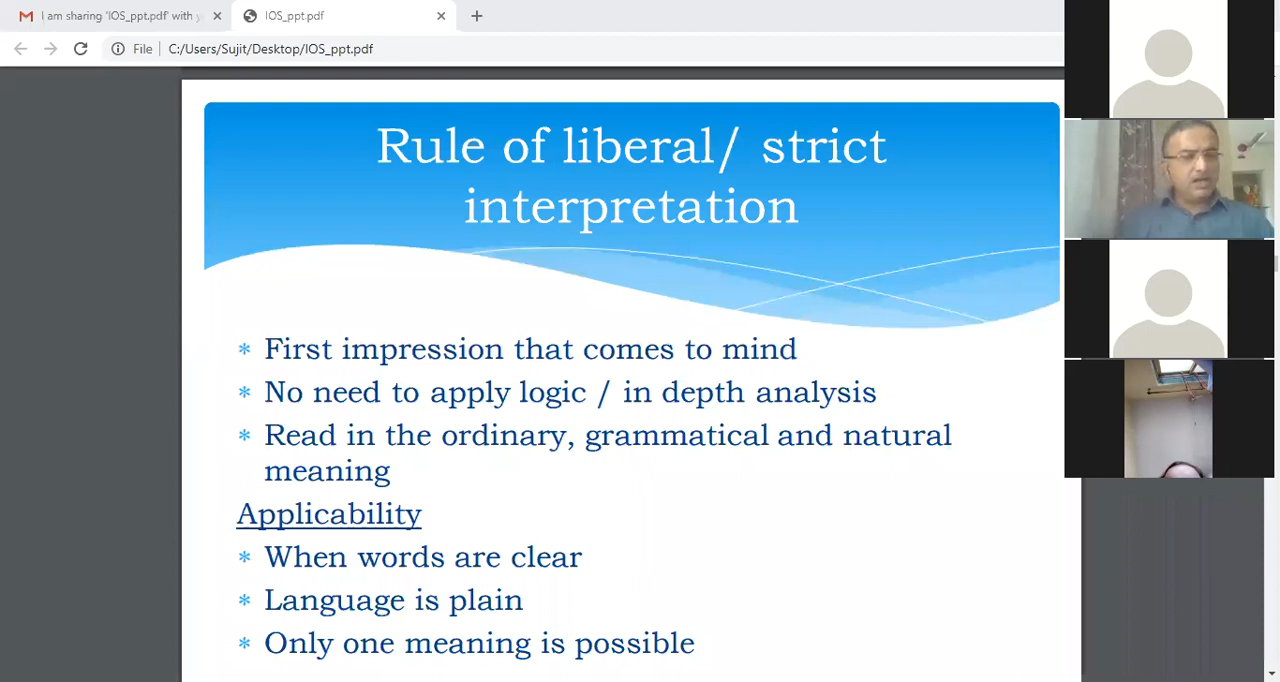 I am sharing 'IOS_ppt.pdf' with
IOS_ppt.pdf
File
C:/Users/Sujit/Desktop/IOS_ppt.pdf
Rule of liberal/ strict
interpretation
* First impression that comes to mind
* No need to apply logic / in depth analysis
* Read in the ordinary, grammatical and natural
meaning
Applicability
* When words are clear
* Language is plain
* Only one meaning is possible